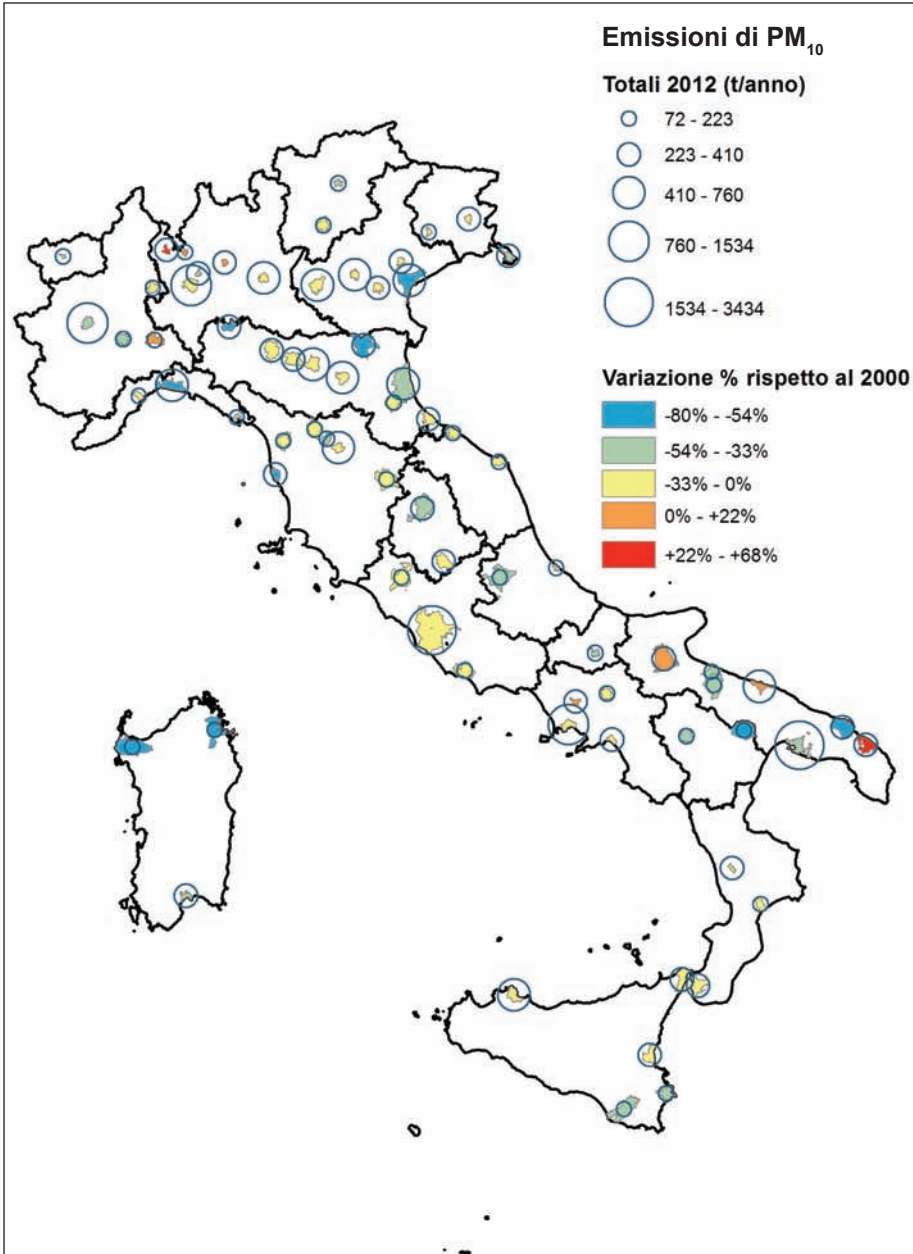 Emissioni di PM10
Totali 2012 (t/anno)
72 - 223
223 - 410
410 - 760
760 - 1534
1534 - 3434
Variazione % rispetto al 2000
-80% - -54%
-54% - -33%
-33% - 0%
0% - +22%
+22% - +68%